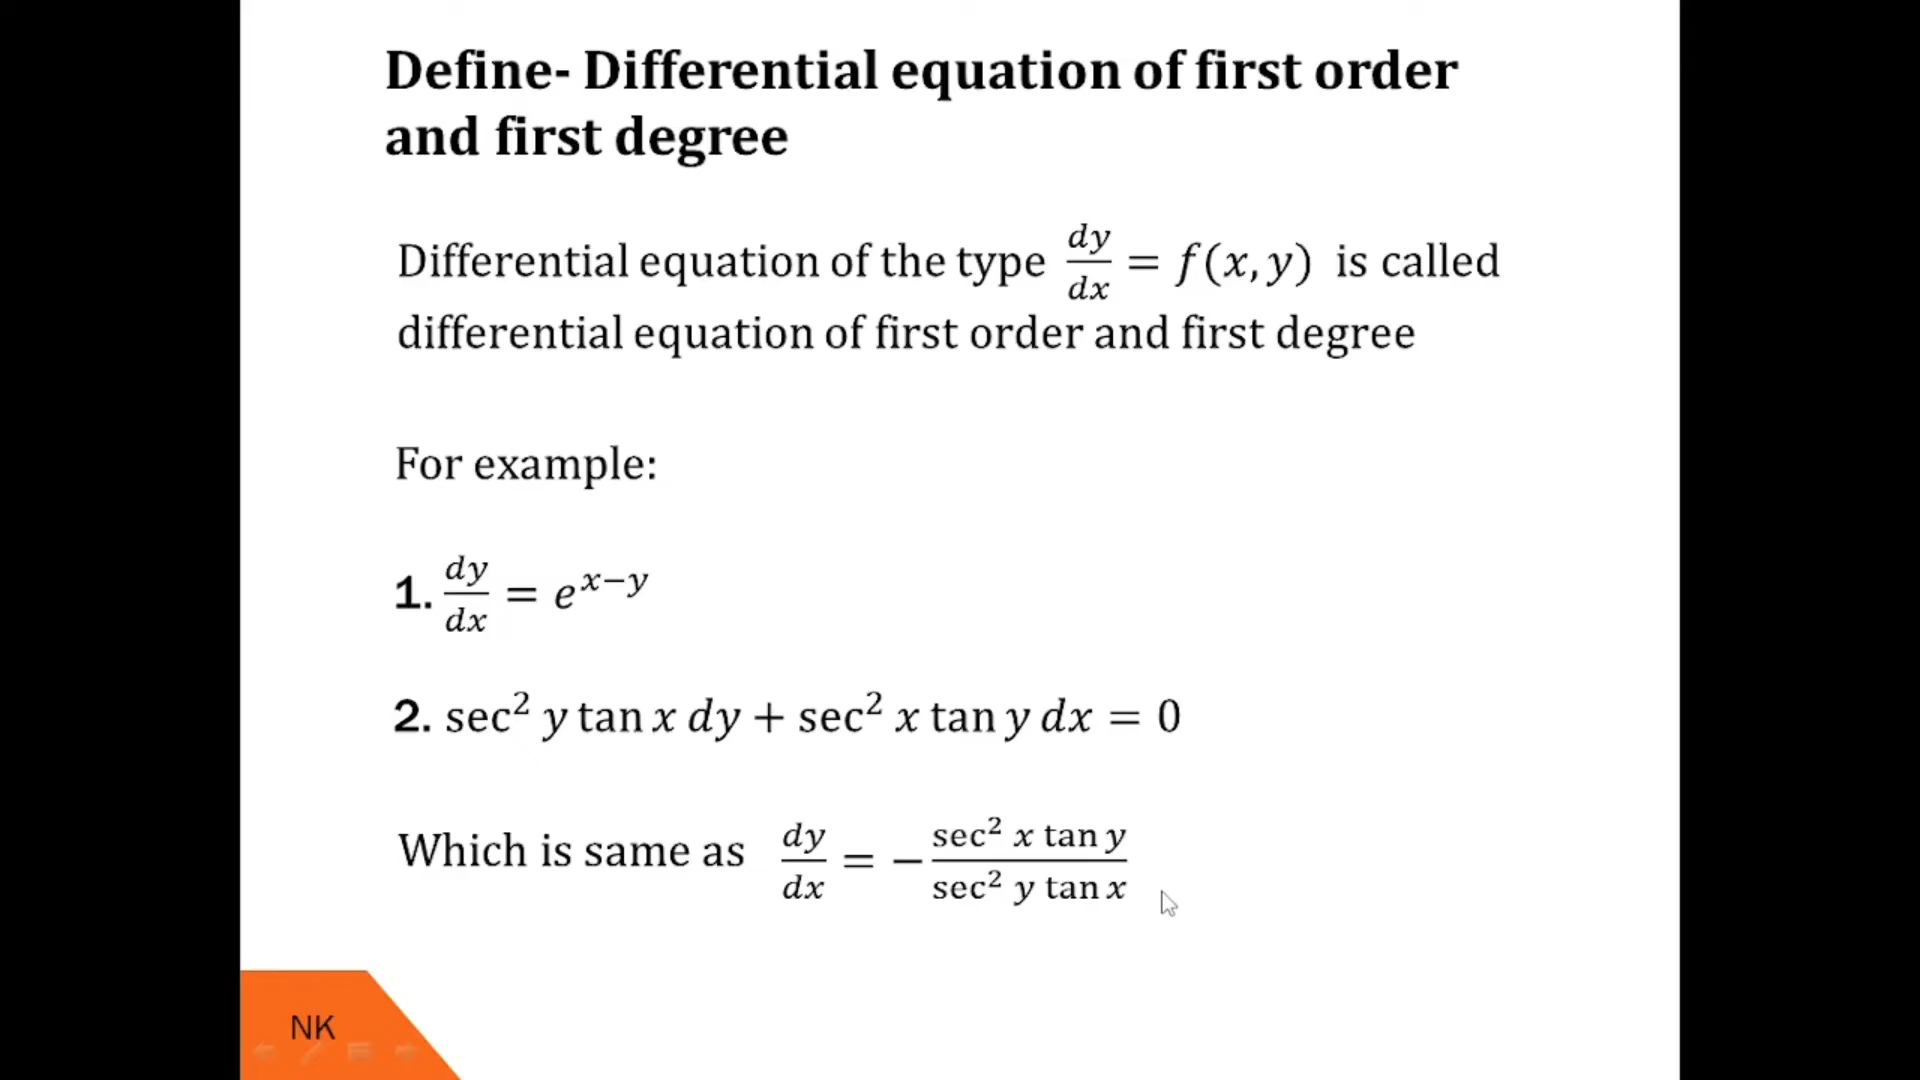 Define- Differential equation of first order
and first degree
Differential equation of the type dy/dx = f(x, y) is called
differential equation of first order and first degree
For example:
1. dy/dx = e^(x−y)
2. sec² y tan x dy + sec² x tan y dx = 0
Which is same as dy/dx = − (sec² x tan y)/(sec² y tan x)
NK